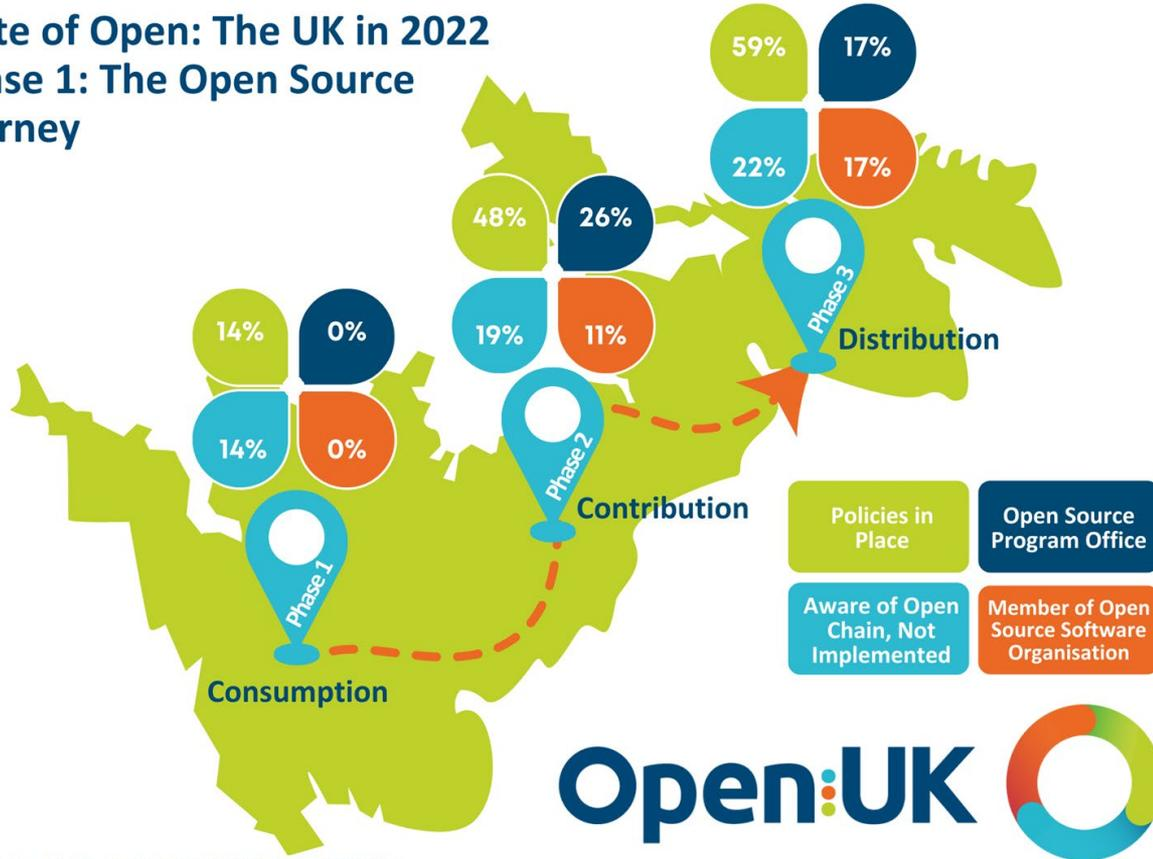 te of Open: The UK in 2022
se 1: The Open Source
rney
59%
17%
22%
17%
48%
26%
19%
11%
14%
0%
14%
0%
Phase 3
Distribution
Phase 2
Contribution
Phase 1
Consumption
Policies in
Place
Open Source
Program Office
Aware of Open
Chain, Not
Implemented
Member of Open
Source Software
Organisation
Open:UK